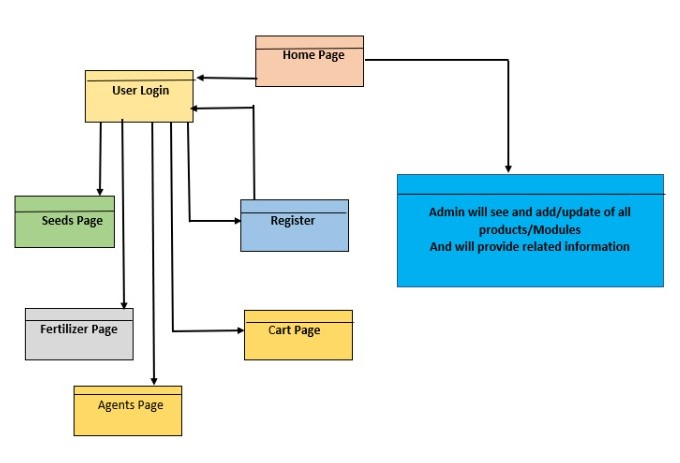 Home Page
User Login
Seeds Page
Register
Admin will see and add/update of all
products/Modules
And will provide related information
Fertilizer Page
Cart Page
Agents Page